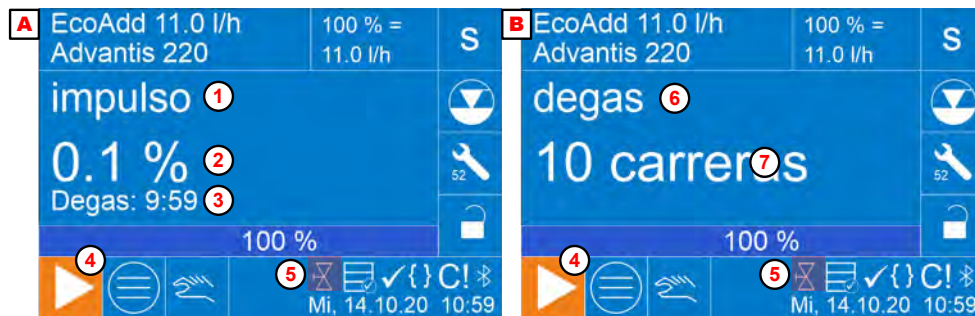 A
EcoAdd 11.0 l/h
Advantis 220
100 % =
11.0 l/h
S
impulso 1
0.1 % 2
Degas: 9:59 3
52
100 %
4
5
{} C!
Mi, 14.10.20 10:59
B
EcoAdd 11.0 l/h
Advantis 220
100 % =
11.0 l/h
S
degas 6
10 carreras 7
52
100 %
4
5
{} C!
Mi, 14.10.20 10:59